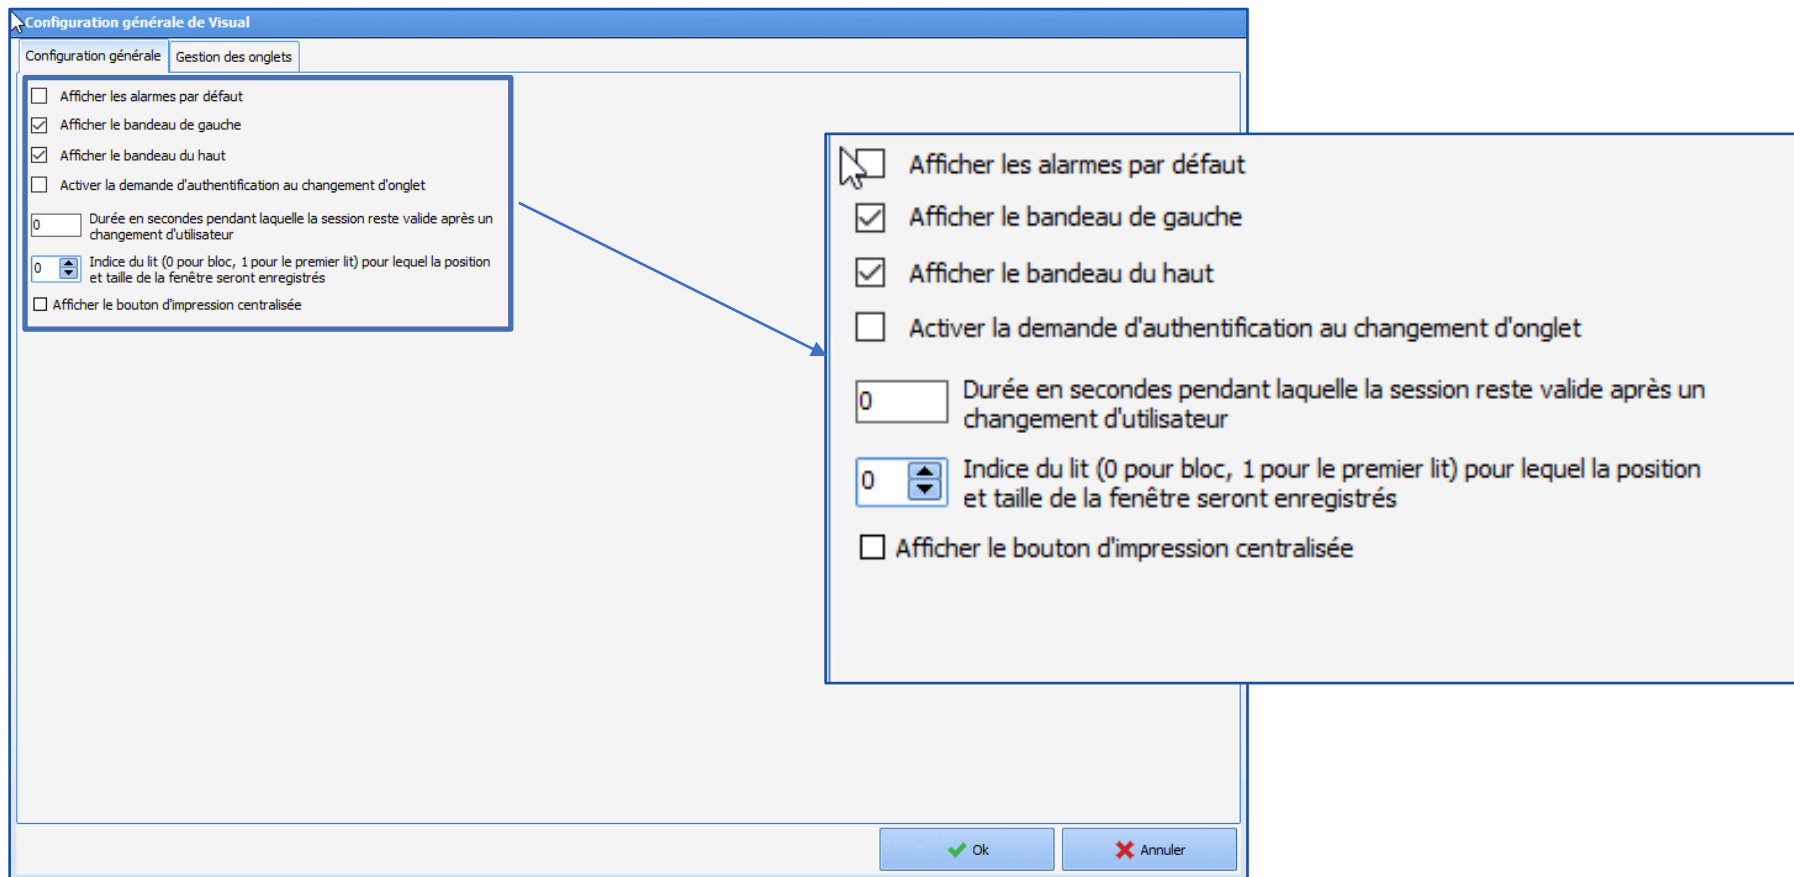 Configuration générale de Visual
Configuration générale
Gestion des onglets
Afficher les alarmes par défaut
Afficher le bandeau de gauche
Afficher le bandeau du haut
Activer la demande d'authentification au changement d'onglet
0
Durée en secondes pendant laquelle la session reste valide après un
changement d'utilisateur
0
Indice du lit (0 pour bloc, 1 pour le premier lit) pour lequel la position
et taille de la fenêtre seront enregistrés
Afficher le bouton d'impression centralisée
Afficher les alarmes par défaut
Afficher le bandeau de gauche
Afficher le bandeau du haut
Activer la demande d'authentification au changement d'onglet
0
Durée en secondes pendant laquelle la session reste valide après un
changement d'utilisateur
0
Indice du lit (0 pour bloc, 1 pour le premier lit) pour lequel la position
et taille de la fenêtre seront enregistrés
Afficher le bouton d'impression centralisée
Ok
Annuler